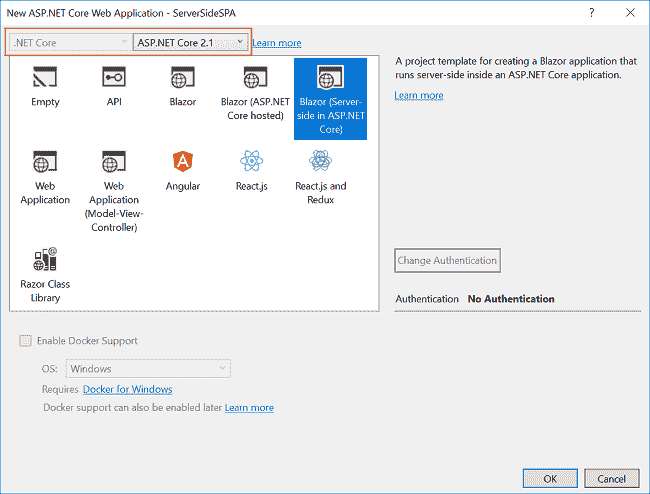 New ASP.NET Core Web Application - ServerSideSPA
.NET Core
ASP.NET Core 2.1
Learn more
Empty
API
Blazor
Blazor (ASP.NET
Core hosted)
Blazor (Server-
side in ASP.NET
Core)
Web
Application
Web
Application
(Model-View-
Controller)
Angular
React.js
React.js and
Redux
Razor Class
Library
A project template for creating a Blazor application that
runs server-side inside an ASP.NET Core application.
Learn more
Change Authentication
Authentication No Authentication
Enable Docker Support
OS: Windows
Requires Docker for Windows
Docker support can also be enabled later Learn more
OK
Cancel